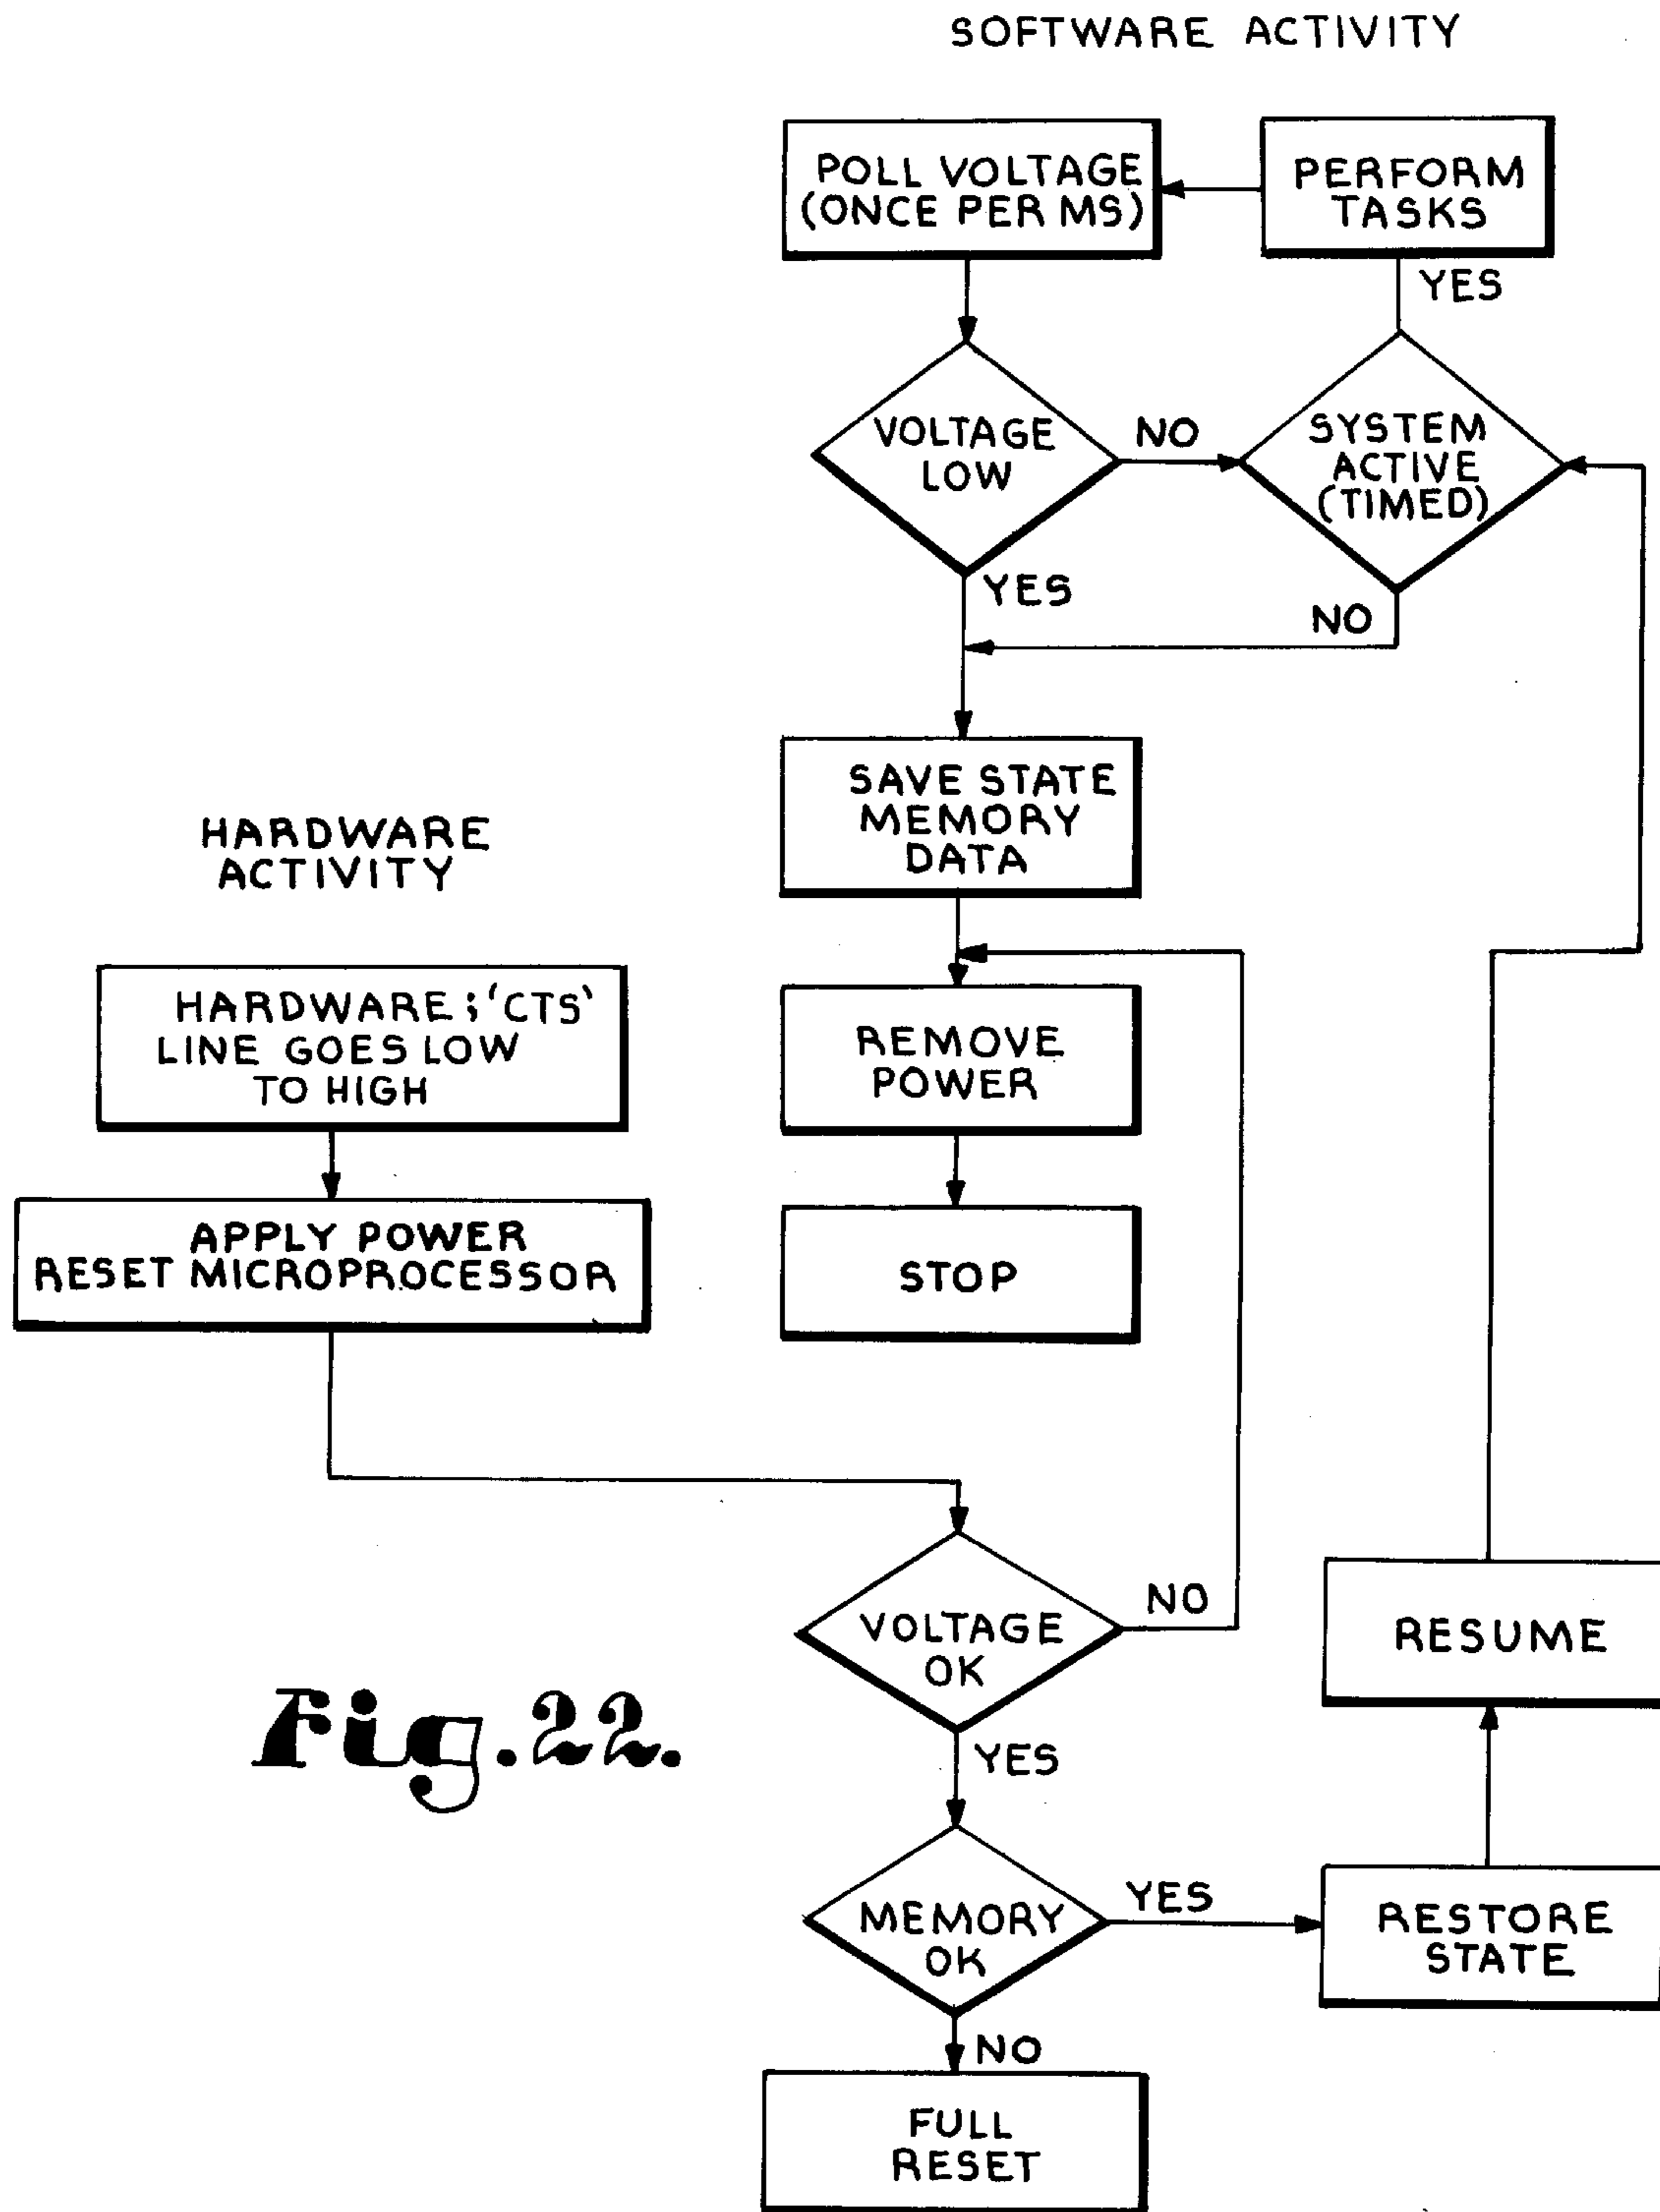 SOFTWARE ACTIVITY
POLL VOLTAGE
(ONCE PER MS)
PERFORM
TASKS
YES
VOLTAGE
LOW
NO
SYSTEM
ACTIVE
(TIMED)
YES
NO
SAVE STATE
MEMORY
DATA
HARDWARE
ACTIVITY
HARDWARE; 'CTS'
LINE GOES LOW
TO HIGH
REMOVE
POWER
APPLY POWER
RESET MICROPROCESSOR
STOP
VOLTAGE
OK
NO
RESUME
Fig. 22.
YES
MEMORY
OK
YES
RESTORE
STATE
NO
FULL
RESET